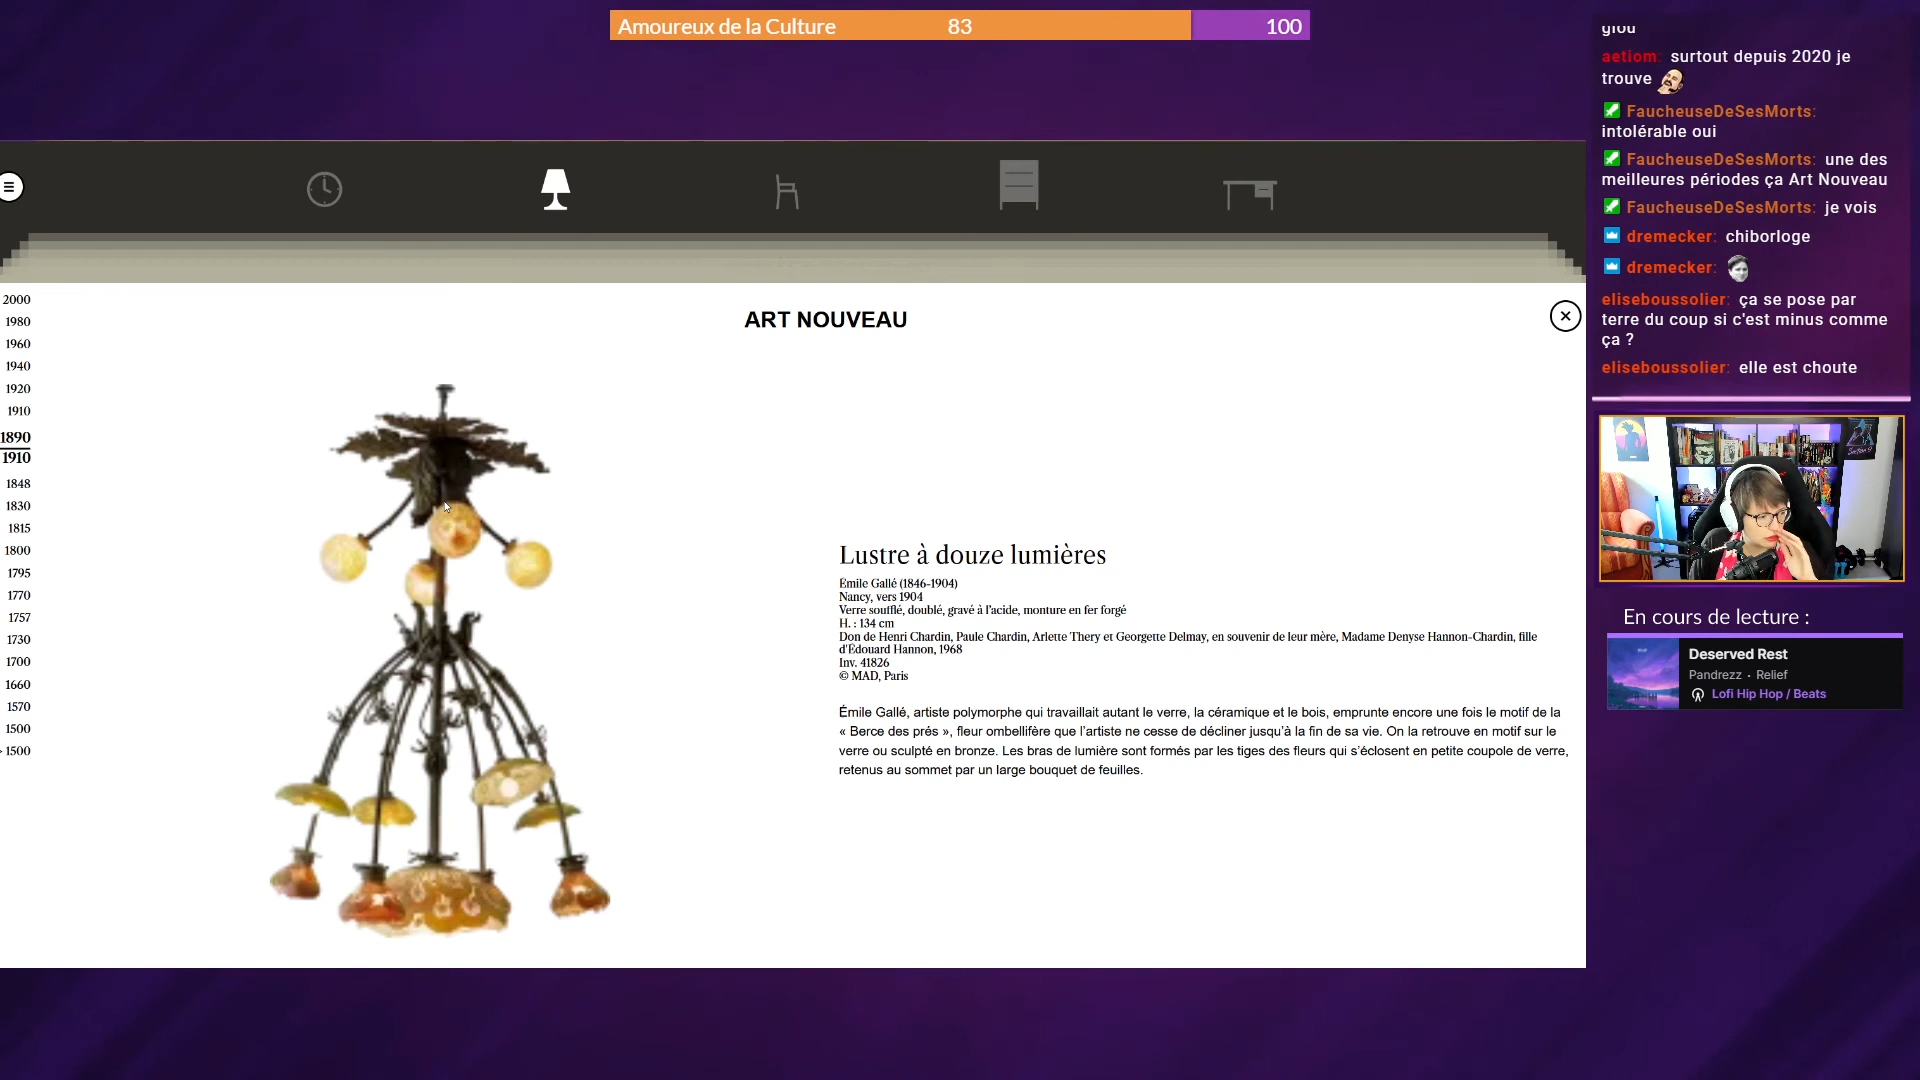 Amoureux de la Culture 83 100
glou
aetiom: surtout depuis 2020 je
trouve
FaucheuseDeSesMorts:
intolérable oui
FaucheuseDeSesMorts: une des
meilleures périodes ça Art Nouveau
FaucheuseDeSesMorts: je vois
dremecker: chiborloge
dremecker:
eliseboussolier: ça se pose par
terre du coup si c'est minus comme
ça ?
eliseboussolier: elle est choute
2000
1980
1960
1940
1920
1910
1890
1910
1848
1830
1815
1800
1795
1770
1757
1730
1700
1660
1570
1500
1500
ART NOUVEAU
Lustre à douze lumières
Émile Gallé (1846-1904)
Nancy, vers 1904
Verre soufflé, doublé, gravé à l'acide, monture en fer forgé
H. : 134 cm
Don de Henri Chardin, Paule Chardin, Arlette Thery et Georgette Delmay, en souvenir de leur mère, Madame Denyse Hannon-Chardin, fille
d'Édouard Hannon, 1968
Inv. 41826
© MAD, Paris
Émile Gallé, artiste polymorphe qui travaillait autant le verre, la céramique et le bois, emprunte encore une fois le motif de la
« Berce des prés », fleur ombellifère que l'artiste ne cesse de décliner jusqu'à la fin de sa vie. On la retrouve en motif sur le
verre ou sculpté en bronze. Les bras de lumière sont formés par les tiges des fleurs qui s'éclosent en petite coupole de verre,
retenus au sommet par un large bouquet de feuilles.
En cours de lecture :
Deserved Rest
Pandrezz • Relief
Lofi Hip Hop / Beats